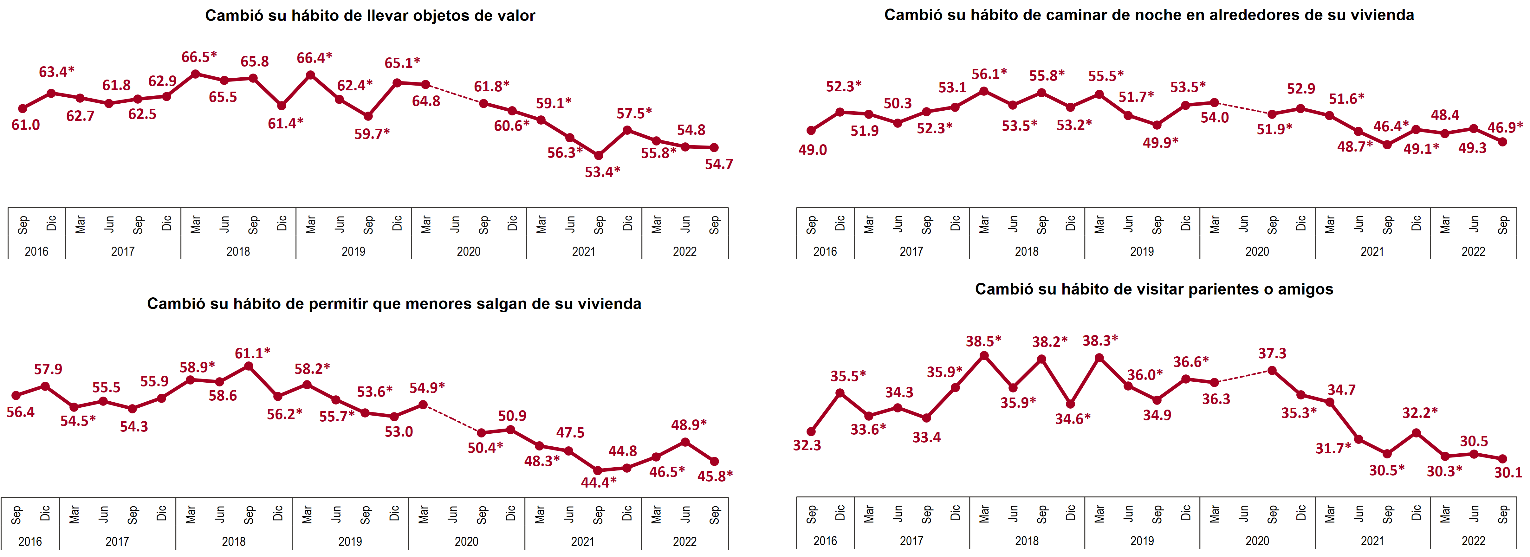 Cambió su hábito de llevar objetos de valor
61.0 63.4* 62.7 61.8 62.5 62.9 66.5* 65.5 65.8 61.4* 66.4* 62.4* 59.7* 65.1* 64.8 61.8* 60.6* 59.1* 56.3* 53.4* 57.5* 55.8* 54.8 54.7
Sep Dic Mar Jun Sep Dic Mar Jun Sep Dic Mar Jun Sep Dic Mar Jun Sep Dic Mar Jun Sep Dic Mar Jun Sep
2016 2017 2018 2019 2020 2021 2022
Cambió su hábito de caminar de noche en alrededores de su vivienda
49.0 52.3* 51.9 50.3 52.3* 53.1 56.1* 53.5* 55.8* 53.2* 55.5* 51.7* 49.9* 53.5* 54.0 51.9* 52.9 51.6* 48.7* 46.4* 49.1* 48.4 49.3 46.9*
Sep Dic Mar Jun Sep Dic Mar Jun Sep Dic Mar Jun Sep Dic Mar Jun Sep Dic Mar Jun Sep Dic Mar Jun Sep
2016 2017 2018 2019 2020 2021 2022
Cambió su hábito de permitir que menores salgan de su vivienda
56.4 57.9 54.5* 55.5 54.3 55.9 58.9* 58.6 61.1* 56.2* 58.2* 55.7* 53.6* 53.0 54.9* 50.4* 50.9 48.3* 47.5 44.4* 44.8 46.5* 48.9* 45.8*
Sep Dic Mar Jun Sep Dic Mar Jun Sep Dic Mar Jun Sep Dic Mar Jun Sep Dic Mar Jun Sep Dic Mar Jun Sep
2016 2017 2018 2019 2020 2021 2022
Cambió su hábito de visitar parientes o amigos
32.3 35.5* 33.6* 34.3 33.4 35.9* 38.5* 35.9* 38.2* 34.6* 38.3* 36.0* 34.9 36.6* 36.3 37.3 35.3* 34.7 31.7* 30.5* 32.2* 30.3* 30.5 30.1
Sep Dic Mar Jun Sep Dic Mar Jun Sep Dic Mar Jun Sep Dic Mar Jun Sep Dic Mar Jun Sep Dic Mar Jun Sep
2016 2017 2018 2019 2020 2021 2022